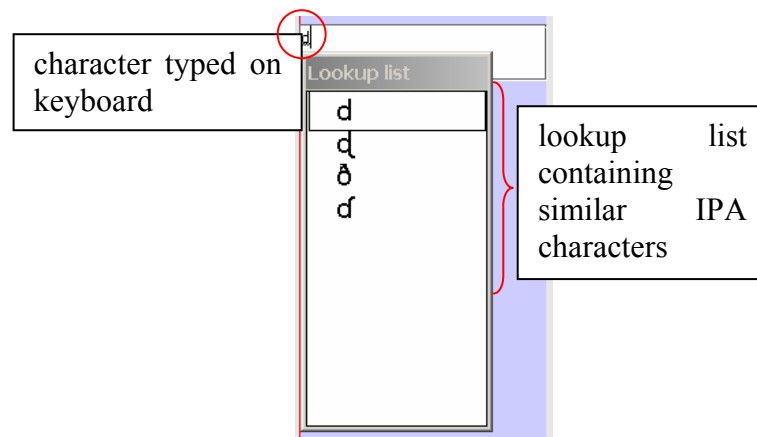 d
character typed on
keyboard
Lookup list
d
ɖ
ð
ɗ
lookup list
containing
similar IPA
characters